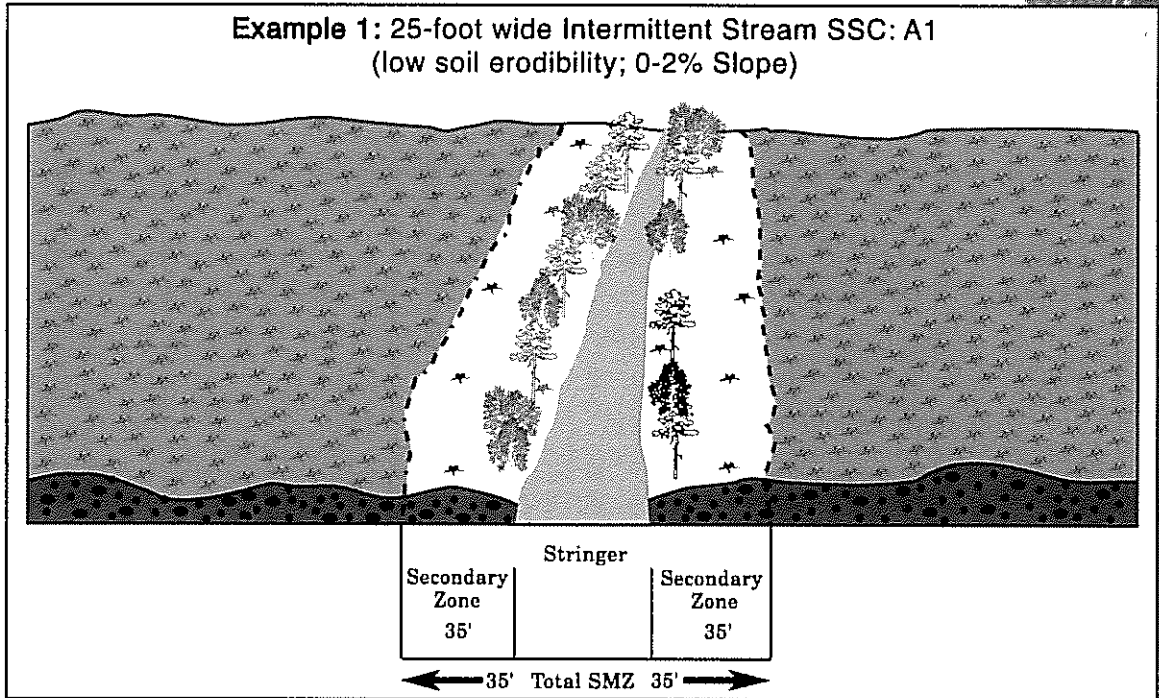 Example 1: 25-foot wide Intermittent Stream SSC: A1
(low soil erodibility; 0-2% Slope)
Stringer
Secondary Zone 35'
Secondary Zone 35'
35' Total SMZ 35'